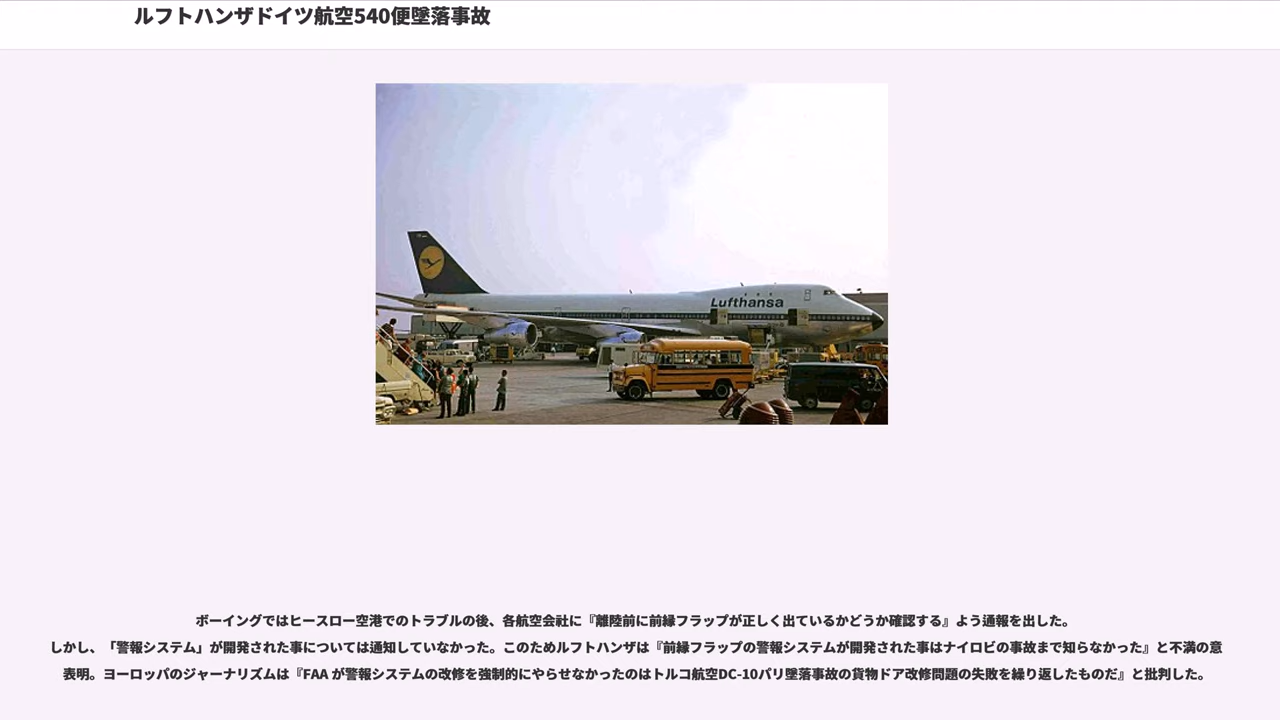 ルフトハンザドイツ航空540便墜落事故
Lufthansa
ボーイングではヒースロー空港でのトラブルの後、各航空会社に『離陸前に前縁フラップが正しく出ているかどうか確認する』よう通報を出した。
しかし、「警報システム」が開発された事については通知していなかった。このためルフトハンザは『前縁フラップの警報システムが開発された事はナイロビの事故まで知らなかった』と不満の意
表明。ヨーロッパのジャーナリズムは『FAA が警報システムの改修を強制的にやらせなかったのはトルコ航空DC-10パリ墜落事故の貨物ドア改修問題の失敗を繰り返したものだ』と批判した。